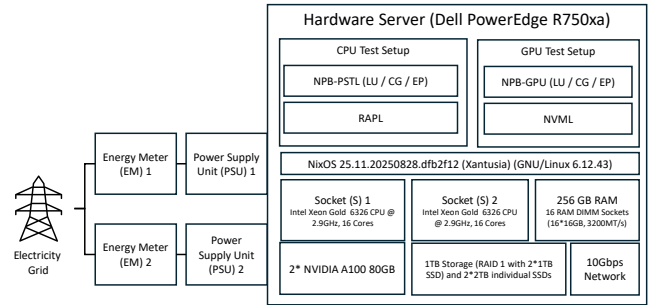 Hardware Server (Dell PowerEdge R750xa)
CPU Test Setup
NPB-PSTL (LU / CG / EP)
RAPL
GPU Test Setup
NPB-GPU (LU / CG / EP)
NVML
NixOS 25.11.20250828.dfb2f12 (Xantusia) (GNU/Linux 6.12.43)
Energy Meter
(EM) 1
Power Supply
Unit (PSU) 1
Socket (S) 1
Intel Xeon Gold 6326 CPU @
2.9GHz, 16 Cores
Socket (S) 2
Intel Xeon Gold 6326 CPU
@ 2.9GHz, 16 Cores
256 GB RAM
16 RAM DIMM Sockets
(16*16GB, 3200MT/s)
Electricity
Grid
Energy Meter
(EM) 2
Power
Supply Unit
(PSU) 2
2* NVIDIA A100 80GB
1TB Storage (RAID 1 with 2*1TB
SSD) and 2*2TB individual SSDs
10Gbps
Network